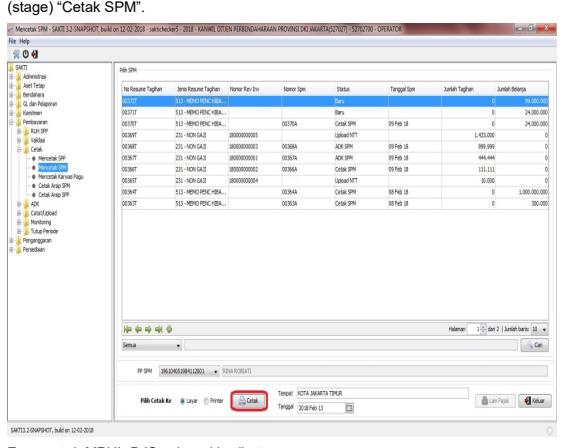 (stage) “Cetak SPM”.
Mencetak SPM - SAKTI 3.2-SNAPSHOT, build on 12-02-2018 - saktichecker5 - 2018 - KANWIL DITJEN PERBENDAHARAAN PROVINSI DKI JAKARTA(527027) - 52702700 - OPERATOR
File Help
SAKTI
Administrasi
Aset Tetap
Bendahara
GL dan Pelaporan
Komitmen
Pembayaran
RUH SPP
Validasi
Cetak
Mencetak SPP
Mencetak SPM
Mencetak Karwas Pagu
Cetak Arsip SPM
Cetak Arsip SPP
ADK
Catat/Upload
Monitoring
Tutup Periode
Penganggaran
Persediaan
Pilih SPM
No Resume Tagihan Jenis Resume Tagihan Nomor Rev Inv Nomor Spm Status Tanggal Spm Jumlah Tagihan Jumlah Belanja
00372T 513 - MEMO PENC HIBA... Baru 0 99.000.000
00371T 513 - MEMO PENC HIBA... Baru 0 24.000.000
00370T 513 - MEMO PENC HIBA... 00370A Cetak SPM 09 Feb 18 0 24.000.000
00369T 231 - NON GAJI 180000000005 Upload NTT 1.423.000 0
00368T 231 - NON GAJI 180000000003 00368A ADK SPM 09 Feb 18 999.999 0
00367T 231 - NON GAJI 180000000001 00367A ADK SPM 09 Feb 18 444.444 0
00366T 231 - NON GAJI 180000000002 00366A Cetak SPM 09 Feb 18 111.111 0
00365T 231 - NON GAJI 180000000004 Upload NTT 10.000 0
00364T 513 - MEMO PENC HIBA... 00364A Cetak SPM 08 Feb 18 0 1.000.000.000
00363T 513 - MEMO PENC HIBA... 00363A Cetak SPM 08 Feb 18 0 300.000
Halaman 1 dari 2 | Jumlah baris: 10
Semua Cari
PP SPM 196104051984112001 RINA ROBIATI
Pilih Cetak Ke Layar Printer Cetak Tempat KOTA JAKARTA TIMUR
Tanggal 2018 Feb 13 Lam Pajak Keluar
SAKTI3.2-SNAPSHOT, build on 12-02-2018